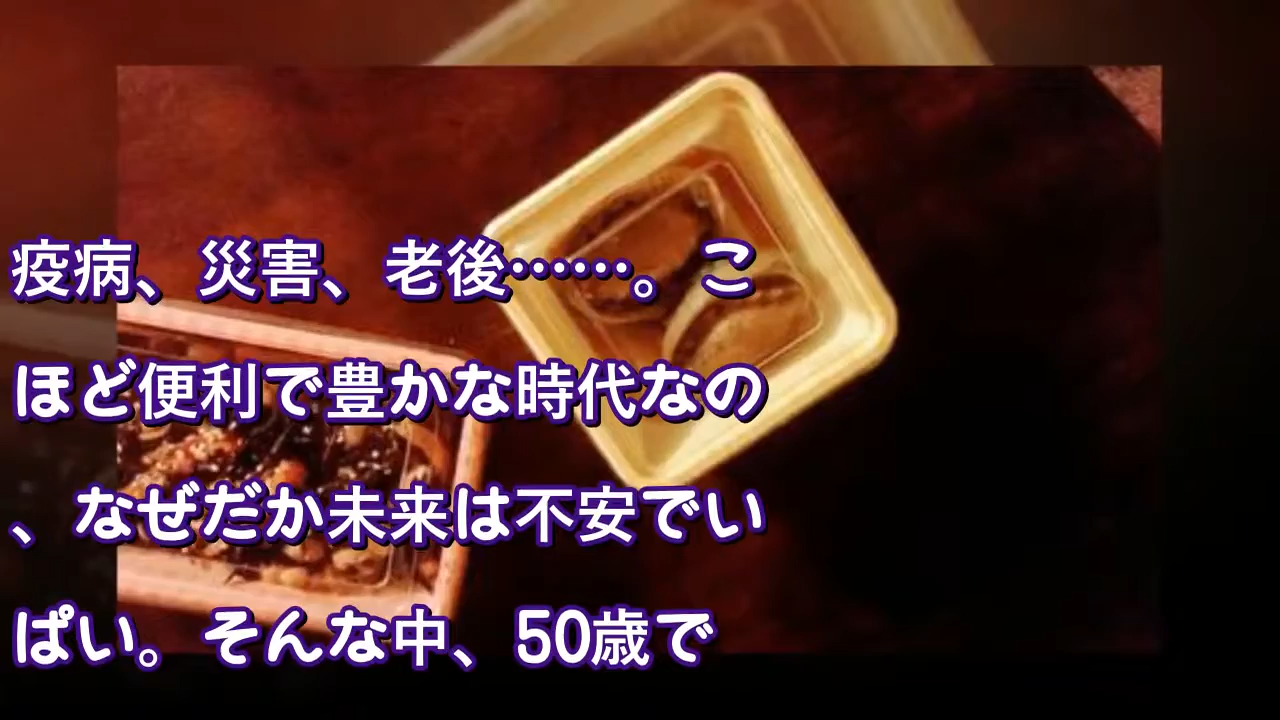 疫病、災害、老後……。こ
ほど便利で豊かな時代なの
、なぜだか未来は不安でい
ぱい。そんな中、50歳で